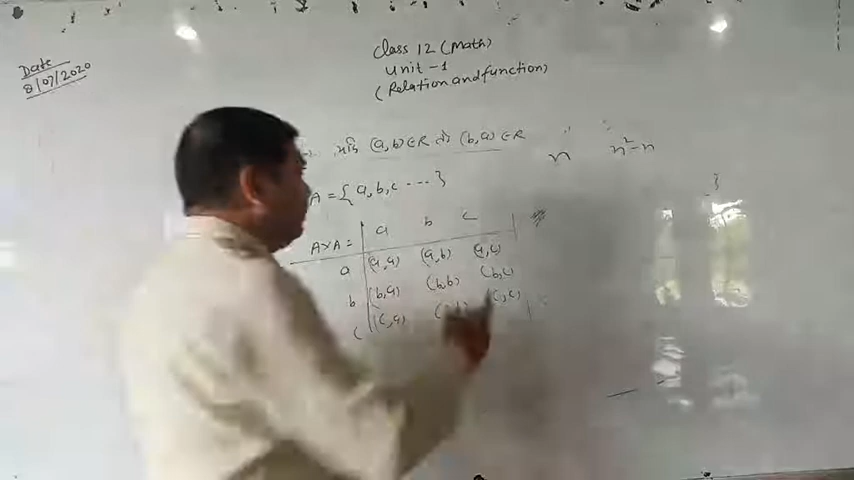 Date
8/07/2020
Class 12 (Math)
Unit - 1
(Relation and function)
यदि (a,b)∈R तो (b,a)∈R
n n²-n
A = {a,b,c ---- }
a b c
A×A =
a (a,a) (a,b) (a,c)
b (b,a) (b,b) (b,c)
c (c,a) (c,c)